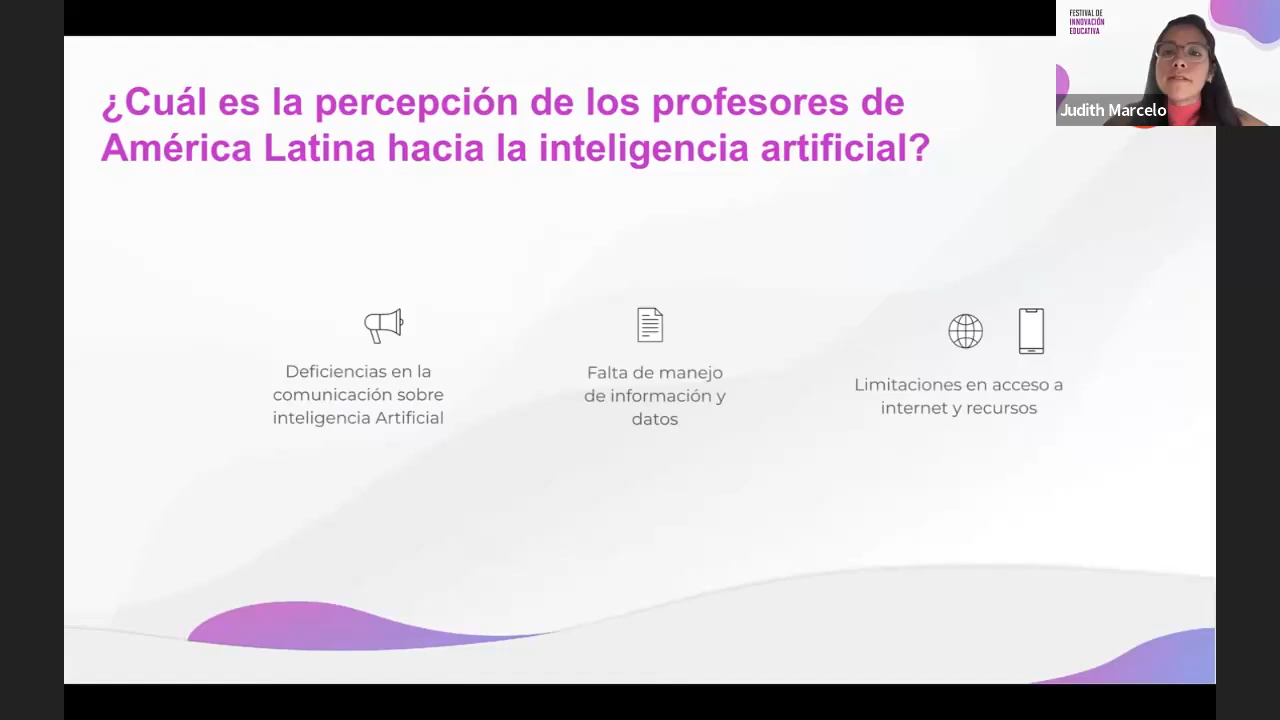 ¿Cuál es la percepción de los profesores de
América Latina hacia la inteligencia artificial?
Deficiencias en la
comunicación sobre
inteligencia Artificial
Falta de manejo
de información y
datos
Limitaciones en acceso a
internet y recursos
FESTIVAL DE
INNOVACIÓN
EDUCATIVA
Judith Marcelo